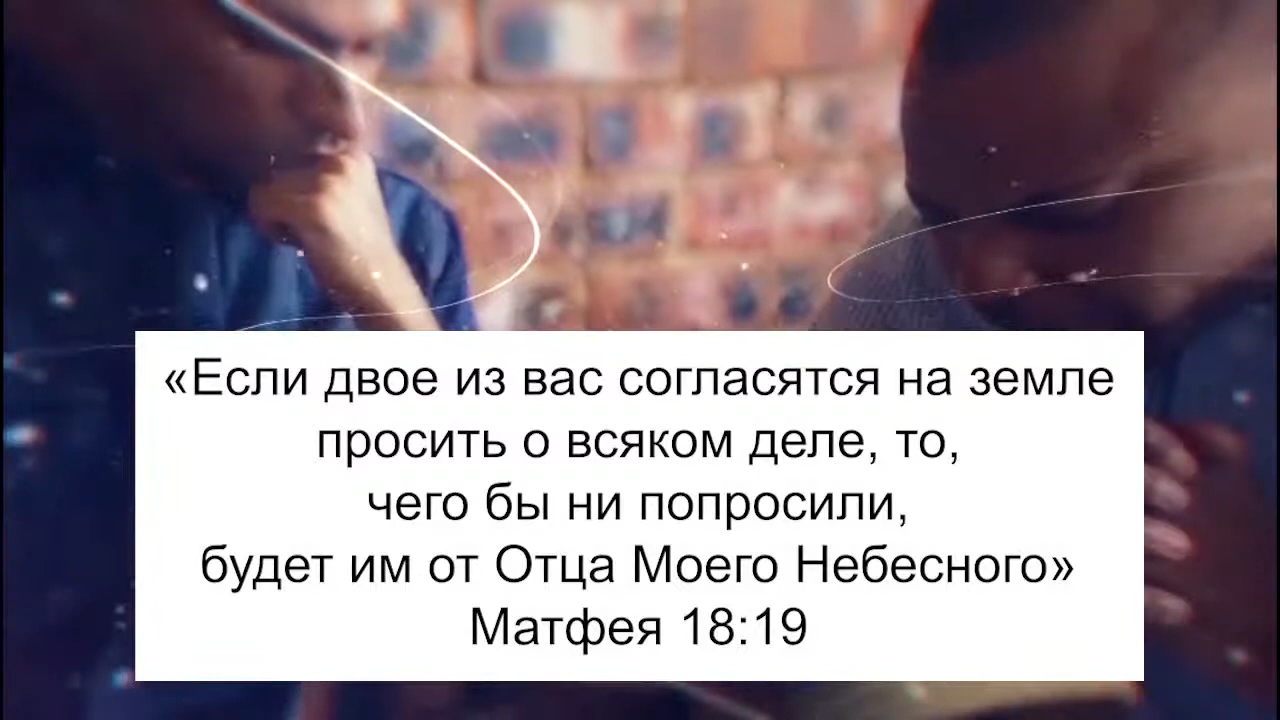 «Если двое из вас согласятся на земле
просить о всяком деле, то,
чего бы ни попросили,
будет им от Отца Моего Небесного»
Матфея 18:19